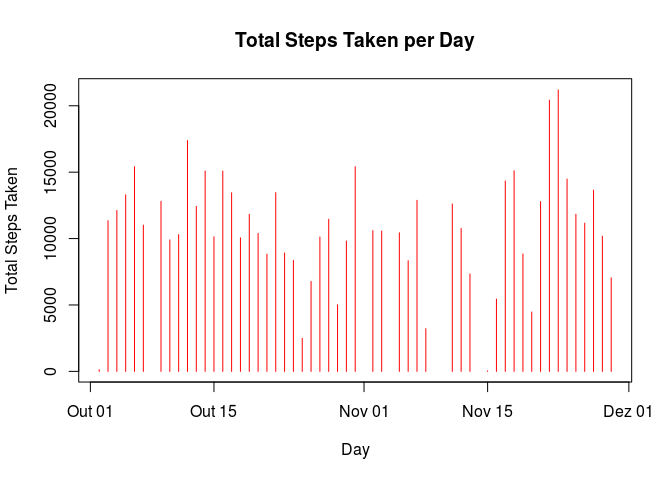 Total Steps Taken per Day
Total Steps Taken
20000
15000
10000
5000
0
Out 01
Out 15
Nov 01
Nov 15
Dez 01
Day